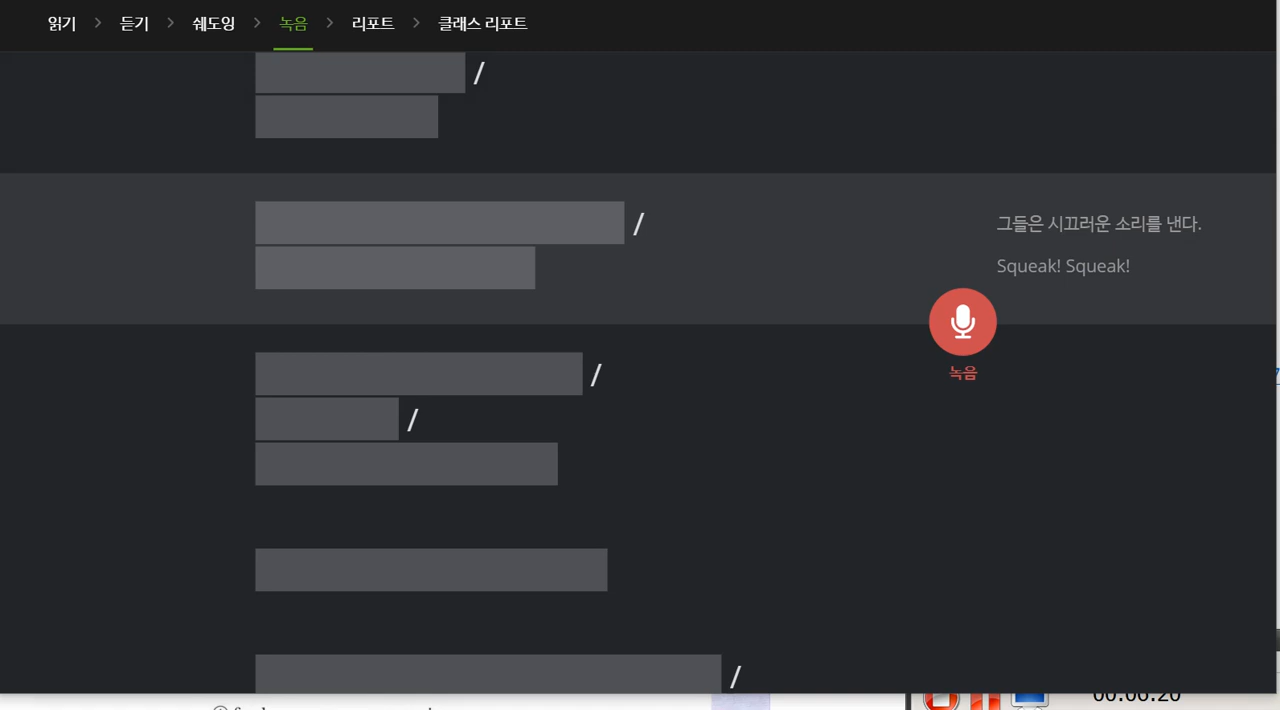 읽기 > 듣기 > 쉐도잉 > 녹음 > 리포트 > 클래스 리포트
/
/
그들은 시끄러운 소리를 낸다.
Squeak! Squeak!
녹음
/
/
/
00:06:20